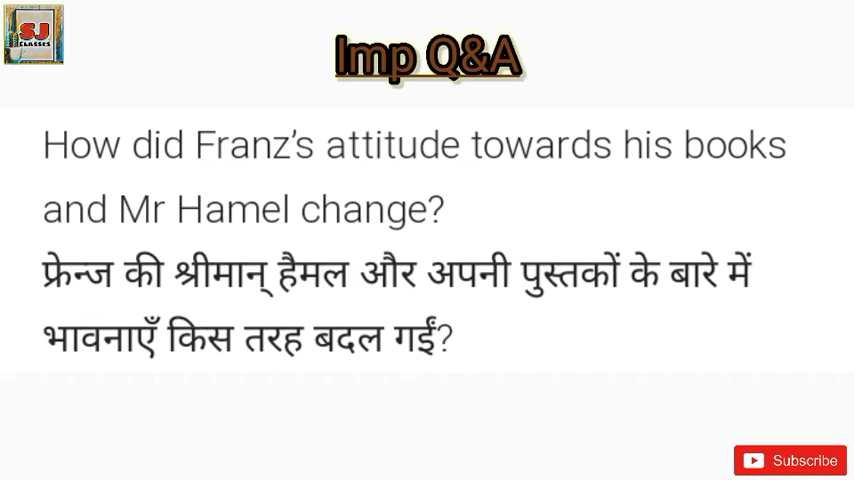 SJ
CLASSES
Imp Q&A
How did Franz's attitude towards his books
and Mr Hamel change?
फ्रेन्ज की श्रीमान् हैमल और अपनी पुस्तकों के बारे में
भावनाएँ किस तरह बदल गईं?
Subscribe